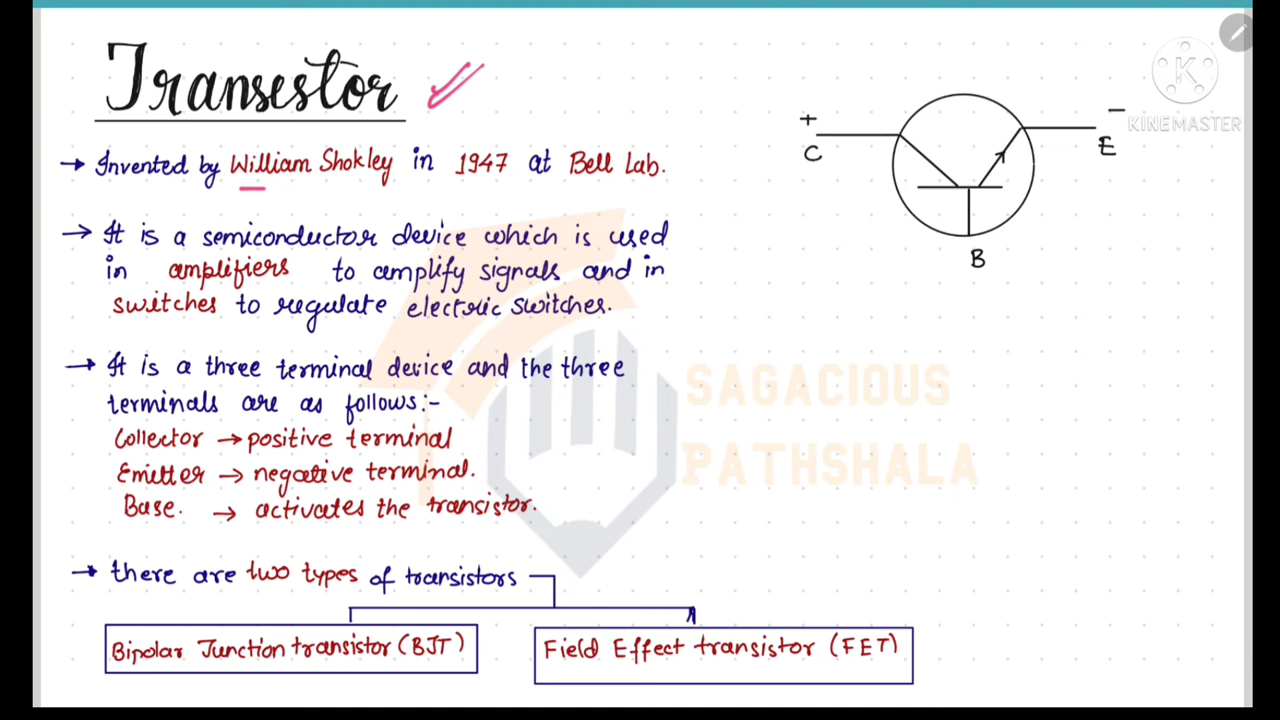 Transestor
→ Invented by William Shokley in 1947 at Bell Lab.
→ It is a semiconductor device which is used
in amplifiers to amplify signals and in
switches to regulate electric switches.
→ It is a three terminal device and the three
terminals are as follows:-
Collector → positive terminal
Emitter → negative terminal.
Base. → activates the transistor.
→ there are two types of transistors
Bipolar Junction transistor (BJT)
Field Effect transistor (FET)
+
C
B
−
E
K
KINEMASTER
SAGACIOUS
PATHSHALA